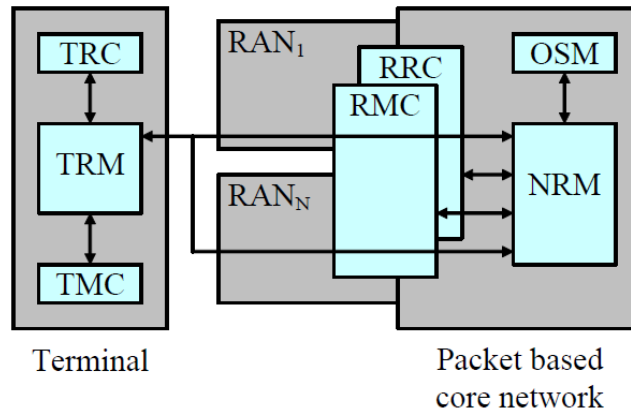 TRC
TRM
TMC
Terminal
RAN₁
RANₙ
RRC
RMC
OSM
NRM
Packet based
core network